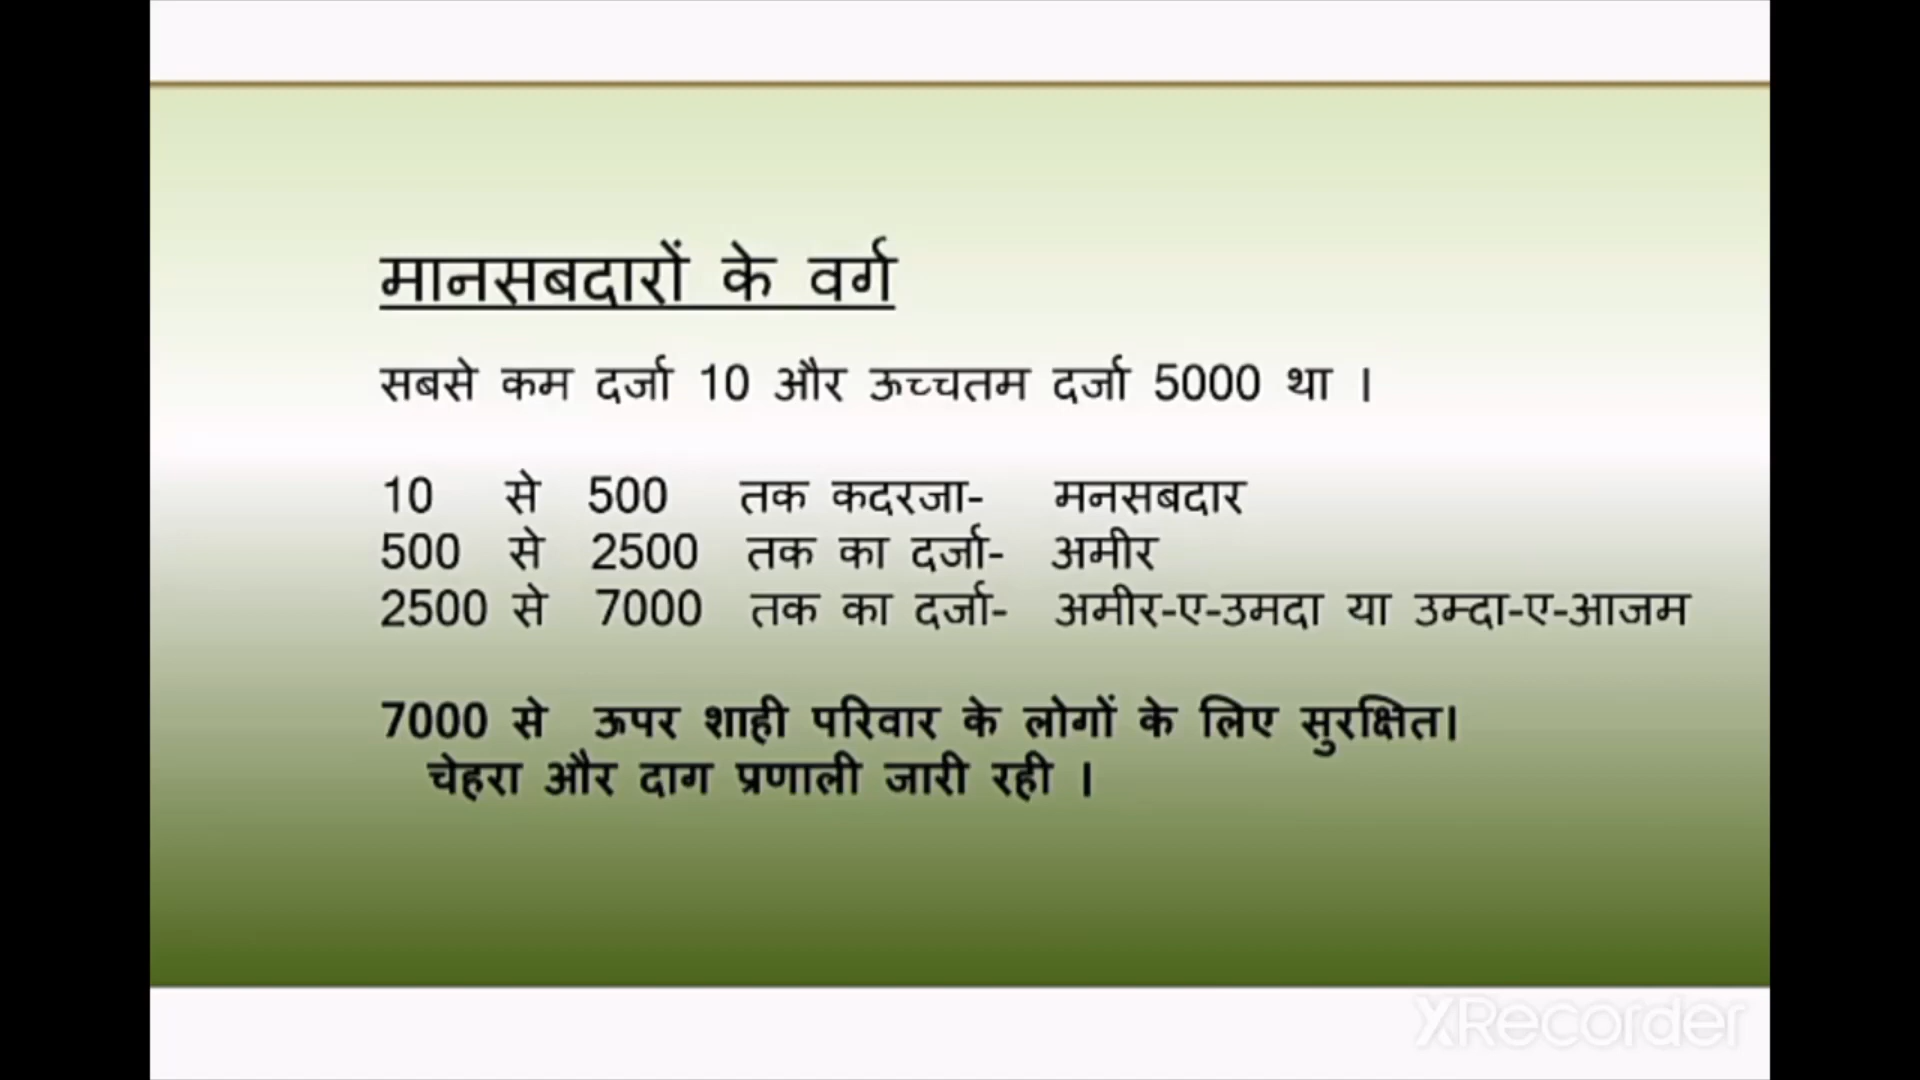 मानसबदारों के वर्ग
सबसे कम दर्जा 10 और ऊच्चतम दर्जा 5000 था ।
10 से 500 तक कदरजा- मनसबदार
500 से 2500 तक का दर्जा- अमीर
2500 से 7000 तक का दर्जा- अमीर-ए-उमदा या उम्दा-ए-आजम
7000 से ऊपर शाही परिवार के लोगों के लिए सुरक्षित।
चेहरा और दाग प्रणाली जारी रही ।
XRecorder